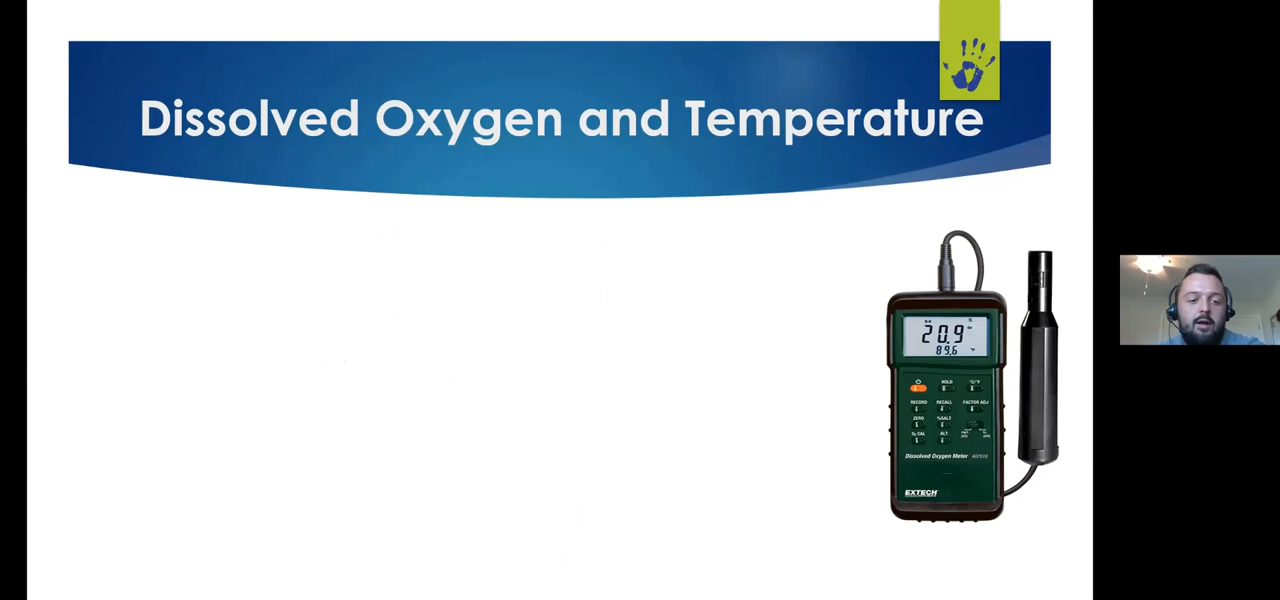 Dissolved Oxygen and Temperature
20.9
89.6
HOLD °C/°F
RECORD RECALL FACTOR ADJ
ZERO %SALT
O₂ CAL ALT
Dissolved Oxygen Meter 407510
EXTECH